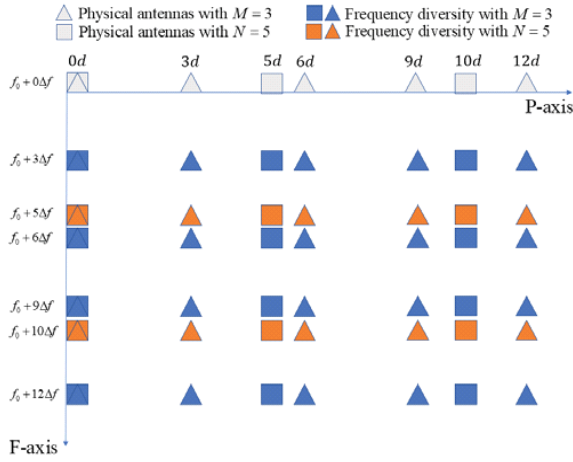 Physical antennas with M = 3 Frequency diversity with M = 3
Physical antennas with N = 5 Frequency diversity with N = 5
0d 3d 5d 6d 9d 10d 12d
f₀+0Δf
P-axis
f₀+3Δf
f₀+5Δf
f₀+6Δf
f₀+9Δf
f₀+10Δf
f₀+12Δf
F-axis